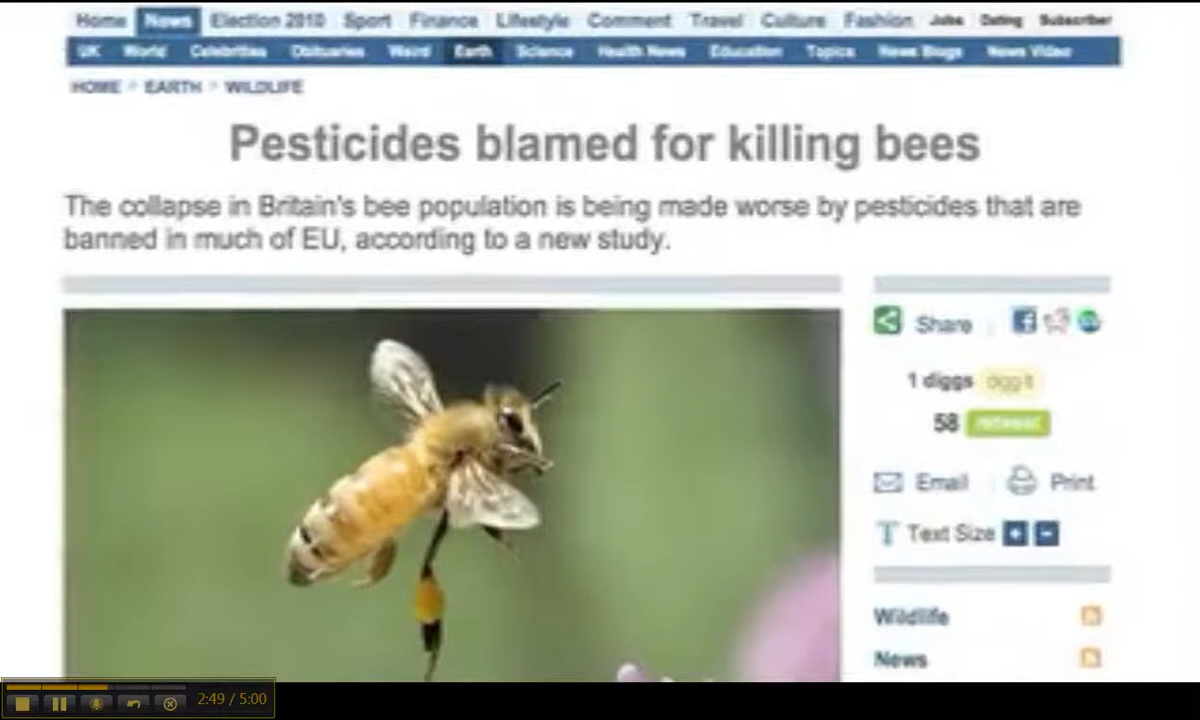 Home News Election 2010 Sport Finance Lifestyle Comment Travel Culture Fashion Jobs Dating Subscriber
UK World Celebrities Obituaries Weird Earth Science Health News Education Topics News Blogs News Video
HOME > EARTH > WILDLIFE
Pesticides blamed for killing bees
The collapse in Britain's bee population is being made worse by pesticides that are
banned in much of EU, according to a new study.
Share
1 diggs digg it
58 retweet
Email Print
T Text Size + -
Wildlife
News
2:49 / 5:00